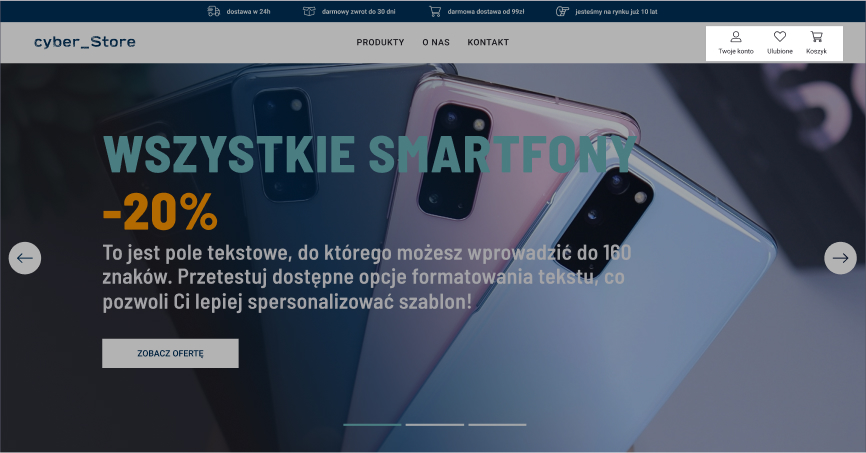 dostawa w 24h
darmowy zwrot do 30 dni
darmowa dostawa od 99zł
jesteśmy na rynku już 10 lat
cyber_Store
PRODUKTY
O NAS
KONTAKT
Twoje konto
Ulubione
Koszyk
WSZYSTKIE SMARTFONY
-20%
To jest pole tekstowe, do którego możesz wprowadzić do 160
znaków. Przetestuj dostępne opcje formatowania tekstu, co
pozwoli Ci lepiej spersonalizować szablon!
ZOBACZ OFERTĘ